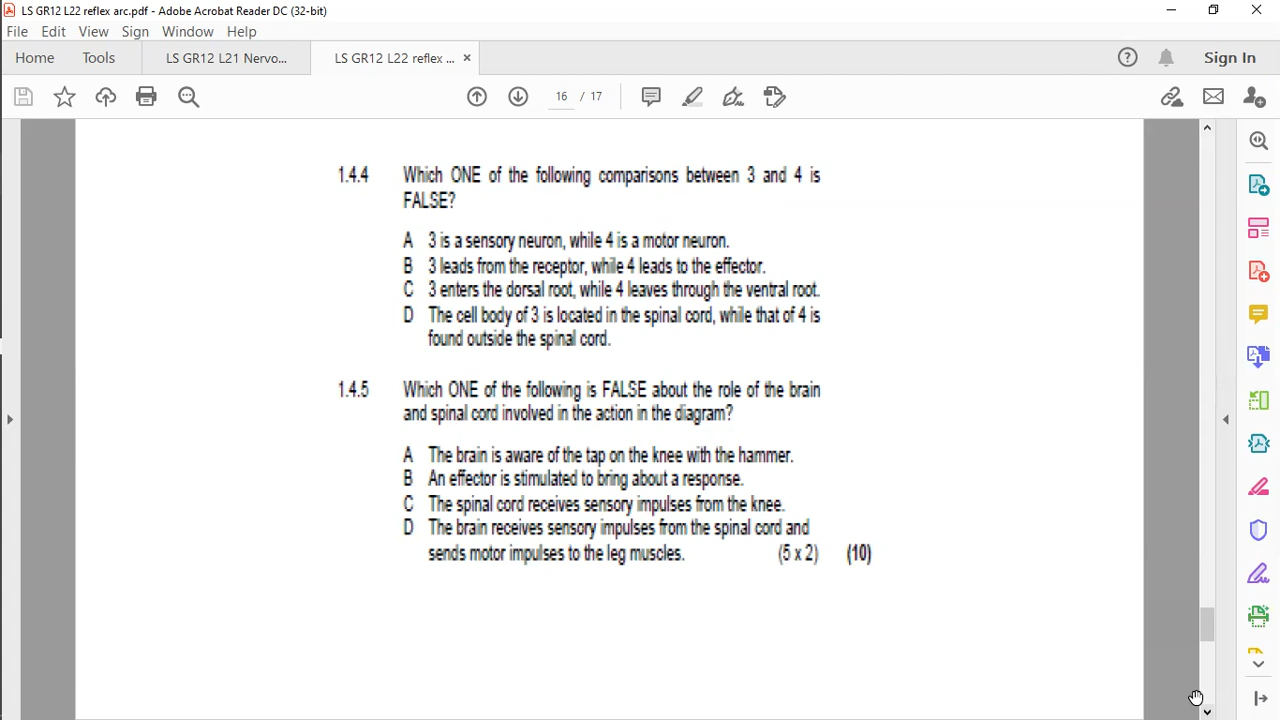 LS GR12 L22 reflex arc.pdf - Adobe Acrobat Reader DC (32-bit)
File Edit View Sign Window Help
Home Tools LS GR12 L21 Nervo... LS GR12 L22 reflex ... × Sign In
16 / 17
1.4.4 Which ONE of the following comparisons between 3 and 4 is
FALSE?
A 3 is a sensory neuron, while 4 is a motor neuron.
B 3 leads from the receptor, while 4 leads to the effector.
C 3 enters the dorsal root, while 4 leaves through the ventral root.
D The cell body of 3 is located in the spinal cord, while that of 4 is
found outside the spinal cord.
1.4.5 Which ONE of the following is FALSE about the role of the brain
and spinal cord involved in the action in the diagram?
A The brain is aware of the tap on the knee with the hammer.
B An effector is stimulated to bring about a response.
C The spinal cord receives sensory impulses from the knee.
D The brain receives sensory impulses from the spinal cord and
sends motor impulses to the leg muscles. (5 x 2) (10)